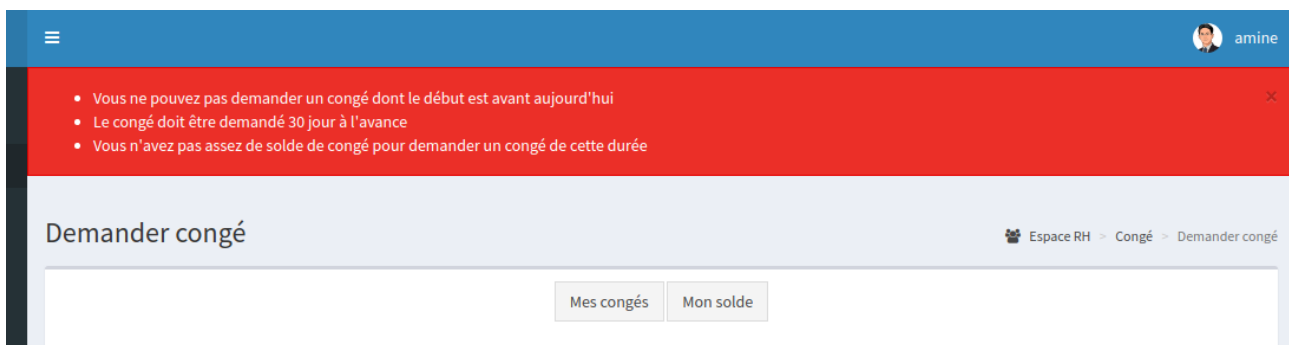 amine
Vous ne pouvez pas demander un congé dont le début est avant aujourd'hui
Le congé doit être demandé 30 jour à l'avance
Vous n'avez pas assez de solde de congé pour demander un congé de cette durée
Demander congé
Espace RH > Congé > Demander congé
Mes congés Mon solde